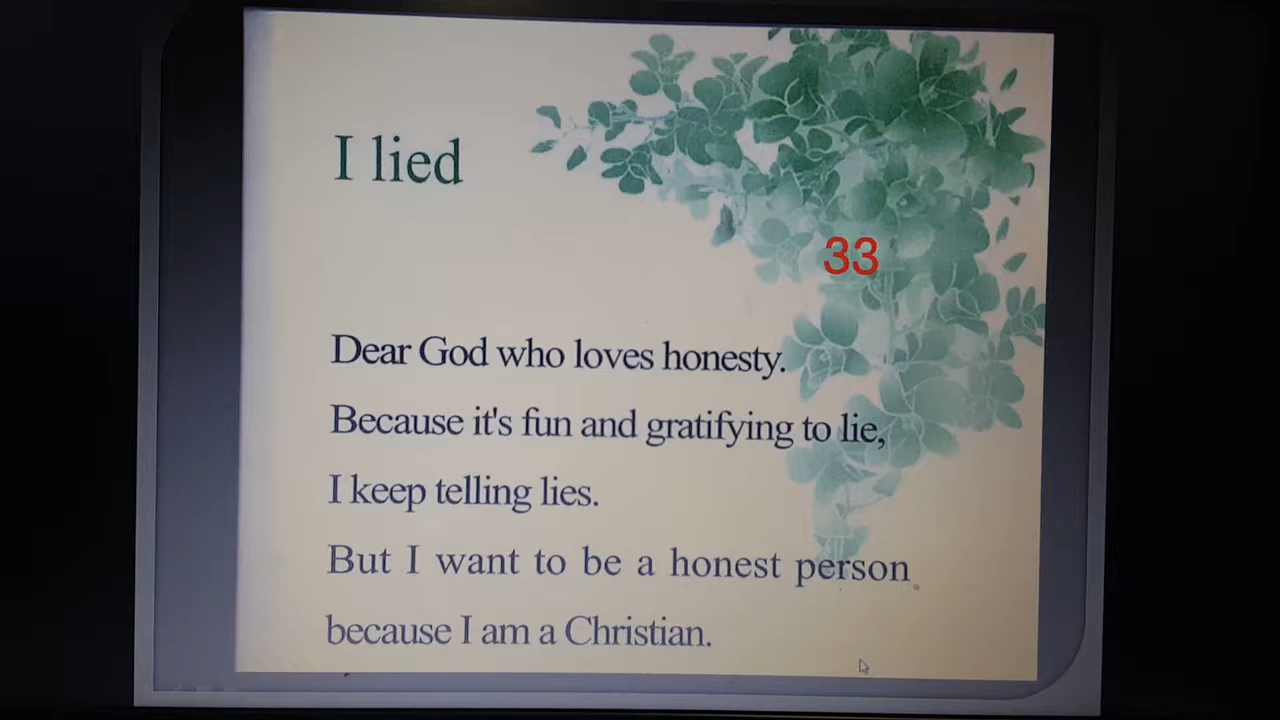 I lied
33
Dear God who loves honesty.
Because it's fun and gratifying to lie,
I keep telling lies.
But I want to be a honest person
because I am a Christian.